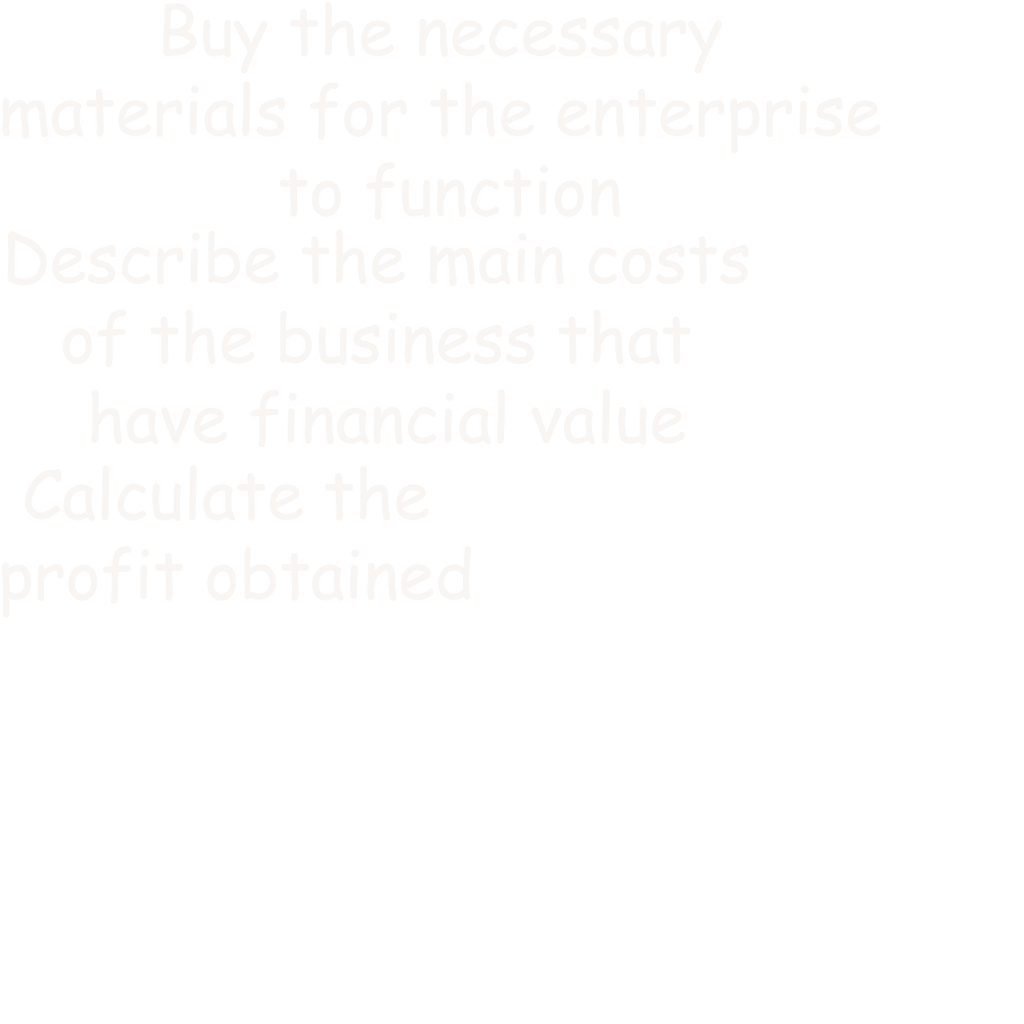 Buy the necessary
materials for the enterprise
to function
Describe the main costs
of the business that
have financial value
Calculate the
profit obtained